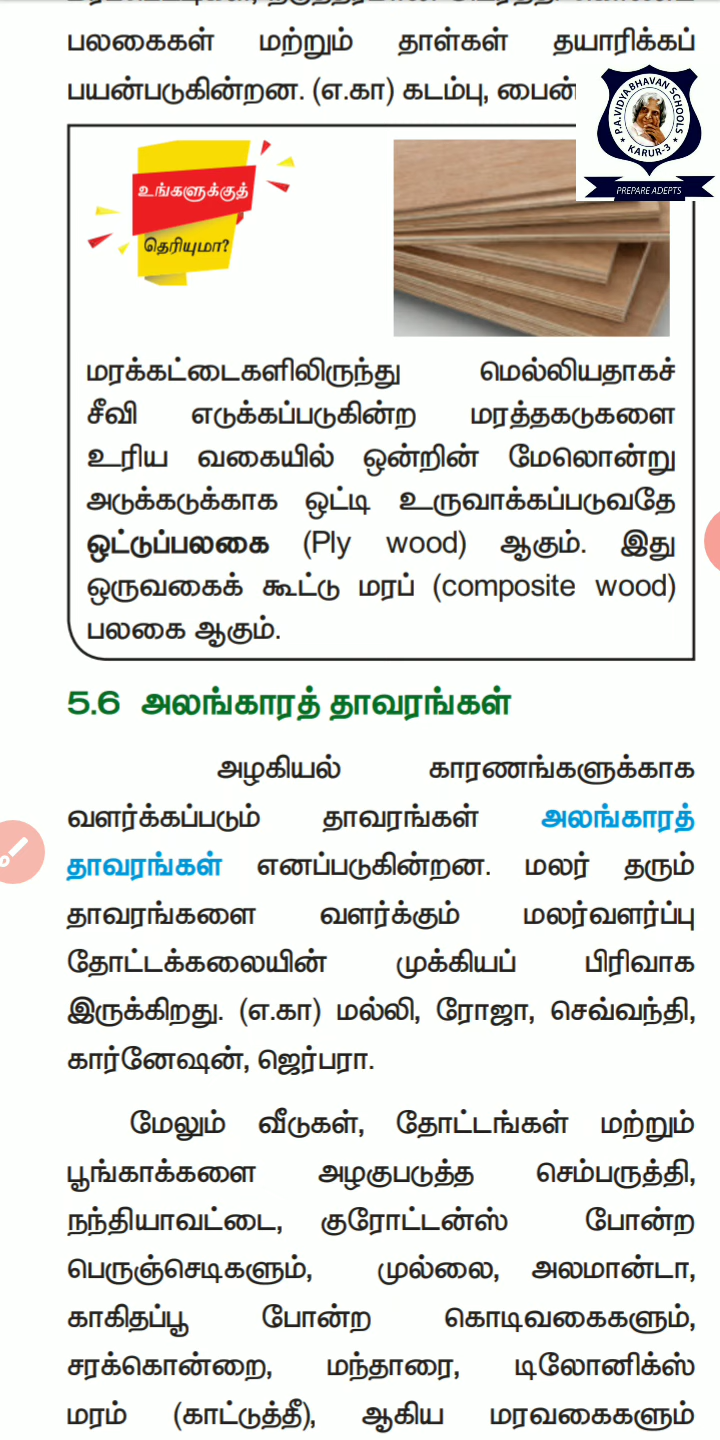 பலகைகள் மற்றும் தாள்கள் தயாரிக்கப்
பயன்படுகின்றன. (எ.கா) கடம்பு, பைன்
P.A.VIDYA BHAVAN SCHOOLS
KARUR-3
PREPARE ADEPTS
உங்களுக்குத்
தெரியுமா?
மரக்கட்டைகளிலிருந்து மெல்லியதாகச்
சீவி எடுக்கப்படுகின்ற மரத்தகடுகளை
உரிய வகையில் ஒன்றின் மேலொன்று
அடுக்கடுக்காக ஒட்டி உருவாக்கப்படுவதே
ஒட்டுப்பலகை (Ply wood) ஆகும். இது
ஒருவகைக் கூட்டு மரப் (composite wood)
பலகை ஆகும்.
5.6 அலங்காரத் தாவரங்கள்
அழகியல் காரணங்களுக்காக
வளர்க்கப்படும் தாவரங்கள் அலங்காரத்
தாவரங்கள் எனப்படுகின்றன. மலர் தரும்
தாவரங்களை வளர்க்கும் மலர்வளர்ப்பு
தோட்டக்கலையின் முக்கியப் பிரிவாக
இருக்கிறது. (எ.கா) மல்லி, ரோஜா, செவ்வந்தி,
கார்னேஷன், ஜெர்பரா.
மேலும் வீடுகள், தோட்டங்கள் மற்றும்
பூங்காக்களை அழகுபடுத்த செம்பருத்தி,
நந்தியாவட்டை, குரோட்டன்ஸ் போன்ற
பெருஞ்செடிகளும், முல்லை, அலமான்டா,
காகிதப்பூ போன்ற கொடிவகைகளும்,
சரக்கொன்றை, மந்தாரை, டிலோனிக்ஸ்
மரம் (காட்டுத்தீ), ஆகிய மரவகைகளும்